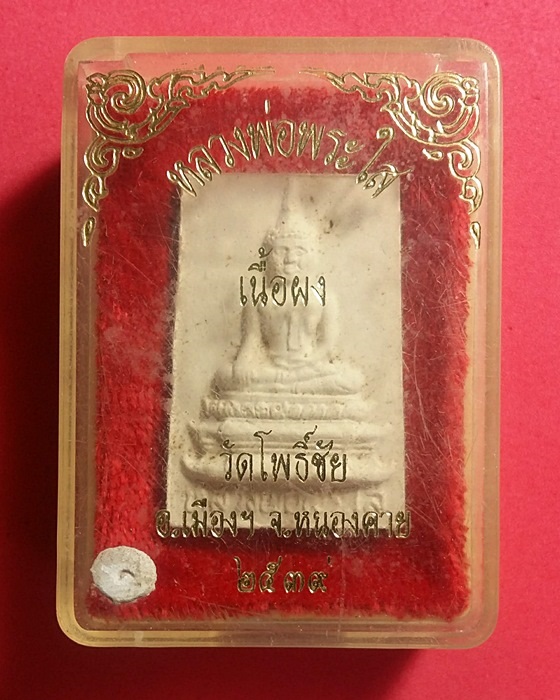 หลวงพ่อพระใส
เนื้อผง
วัดโพธิ์ชัย
อ.เมืองฯ จ.หนองคาย
๒๕๓๙